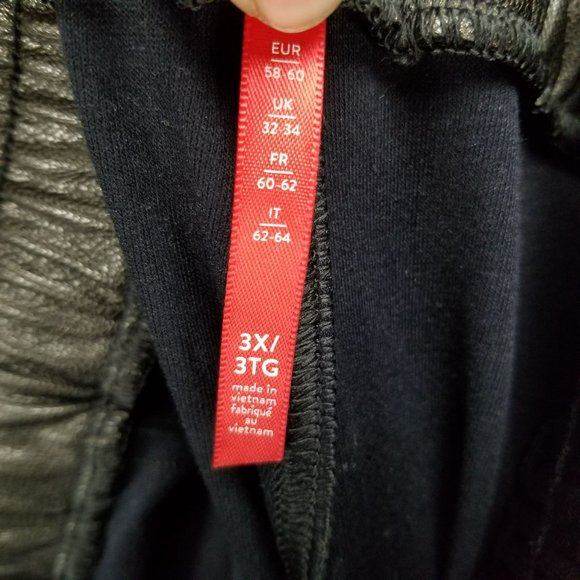 EUR
58-60
UK
32-34
FR
60-62
IT
62-64
3X/
3TG
made in
vietnam
fabriqué
au
vietnam